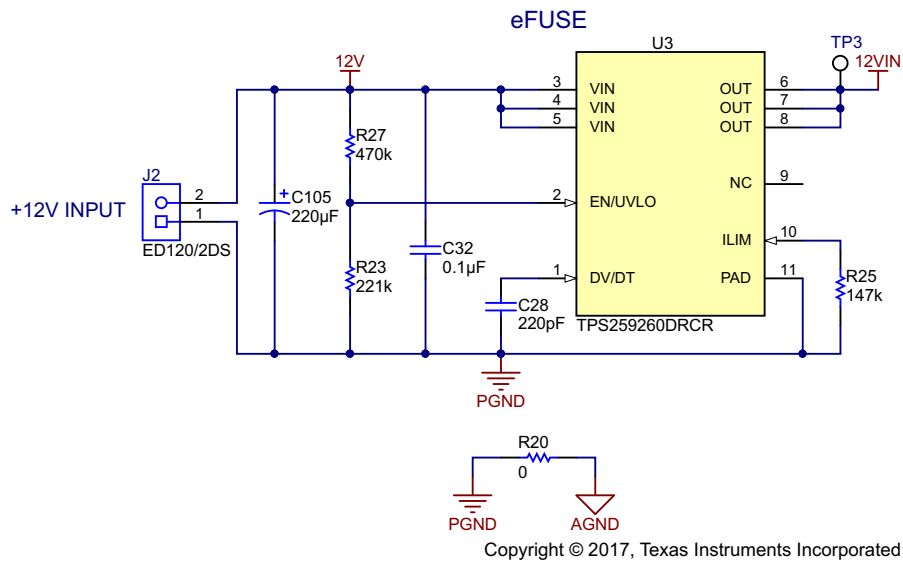 eFUSE
U3
TP3
12V
12VIN
3
VIN
OUT
6
4
VIN
OUT
7
5
VIN
OUT
8
R27
470k
J2
2
1
+12V INPUT
ED120/2DS
+
C105
220µF
2
EN/UVLO
NC
9
ILIM
10
C32
0.1µF
R23
221k
1
DV/DT
PAD
11
R25
147k
C28
220pF
TPS259260DRCR
PGND
R20
0
PGND
AGND
Copyright © 2017, Texas Instruments Incorporated